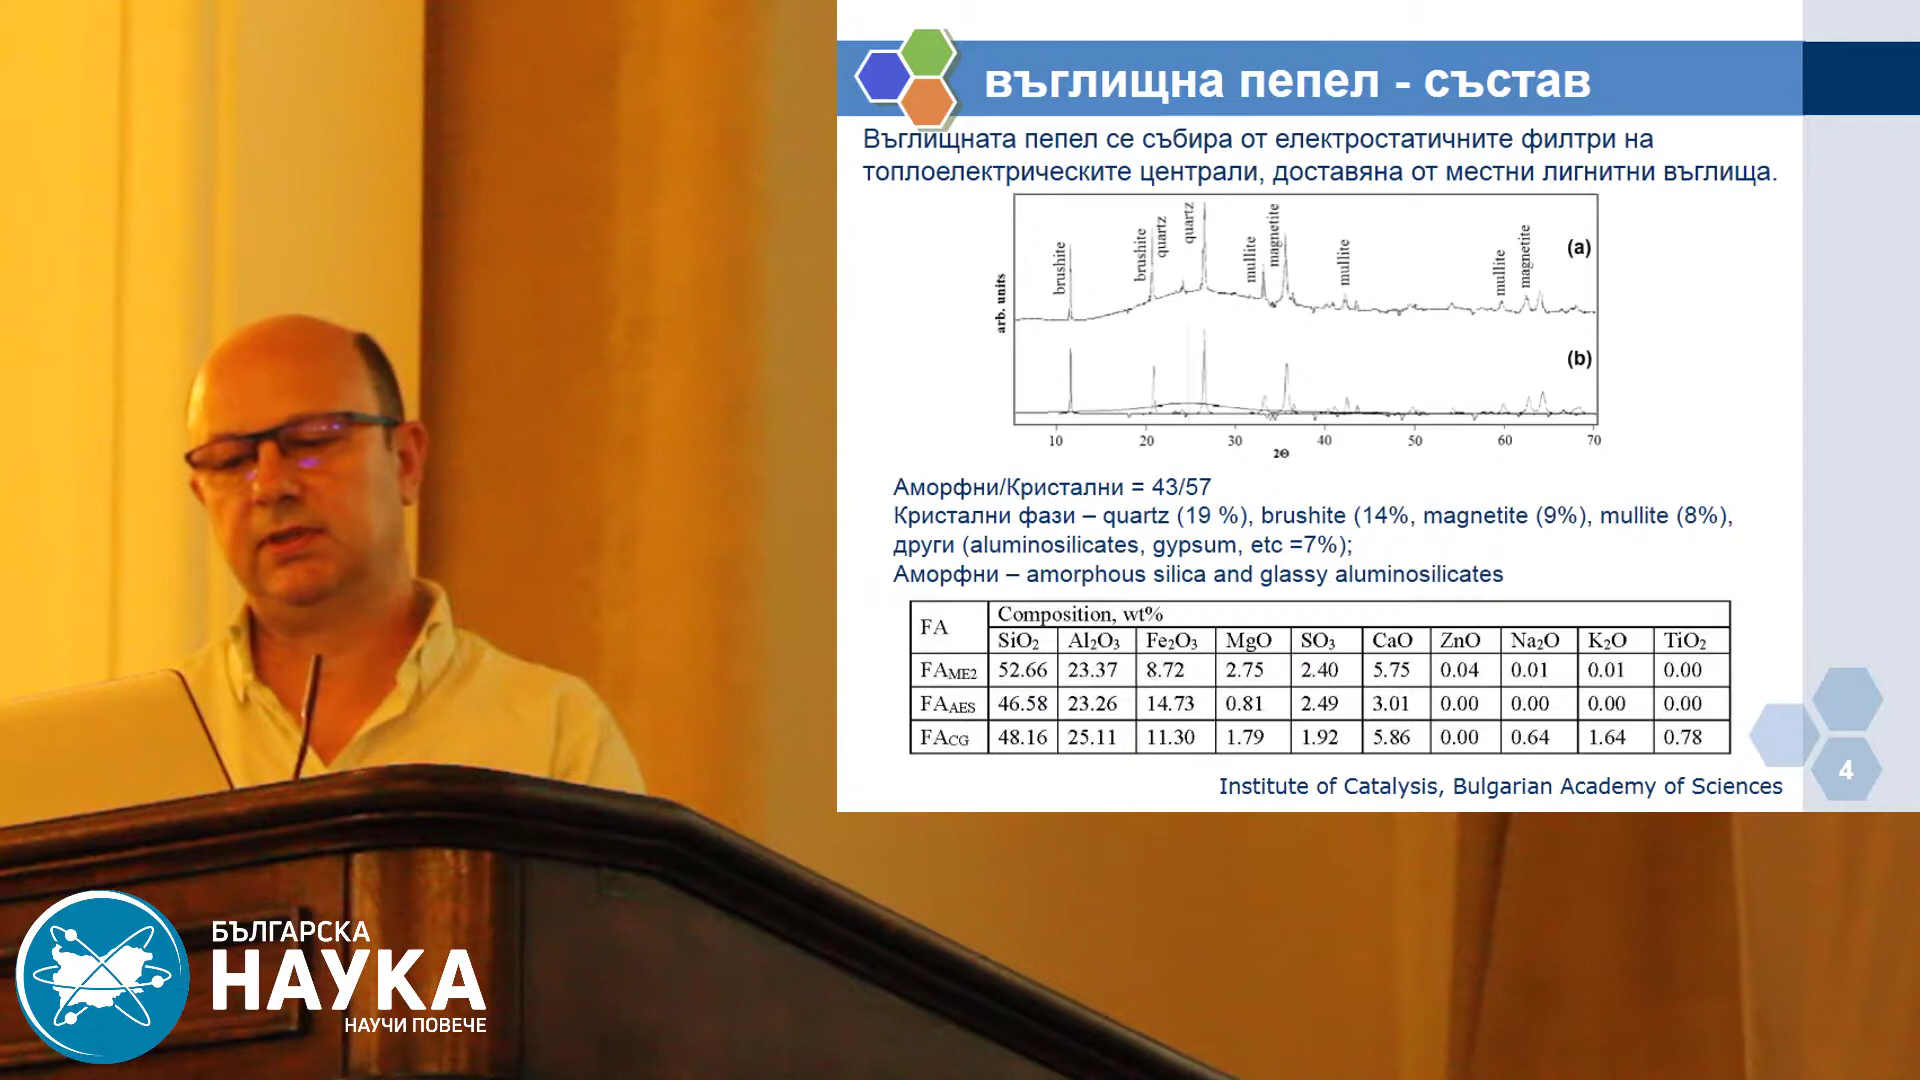 въглищна пепел - състав
Въглищната пепел се събира от електростатичните филтри на
топлоелектрическите централи, доставяна от местни лигнитни въглища.
brushite
brushite
quartz
quartz
mullite
magnetite
mullite
mullite
magnetite
(a)
arb. units
(b)
10 20 30 40 50 60 70
2Θ
Аморфни/Кристални = 43/57
Кристални фази – quartz (19 %), brushite (14%, magnetite (9%), mullite (8%),
други (aluminosilicates, gypsum, etc =7%);
Аморфни – amorphous silica and glassy aluminosilicates
FA Composition, wt%
SiO2 Al2O3 Fe2O3 MgO SO3 CaO ZnO Na2O K2O TiO2
FAME2 52.66 23.37 8.72 2.75 2.40 5.75 0.04 0.01 0.01 0.00
FAAES 46.58 23.26 14.73 0.81 2.49 3.01 0.00 0.00 0.00 0.00
FACG 48.16 25.11 11.30 1.79 1.92 5.86 0.00 0.64 1.64 0.78
4
Institute of Catalysis, Bulgarian Academy of Sciences
БЪЛГАРСКА
НАУКА
НАУЧИ ПОВЕЧЕ